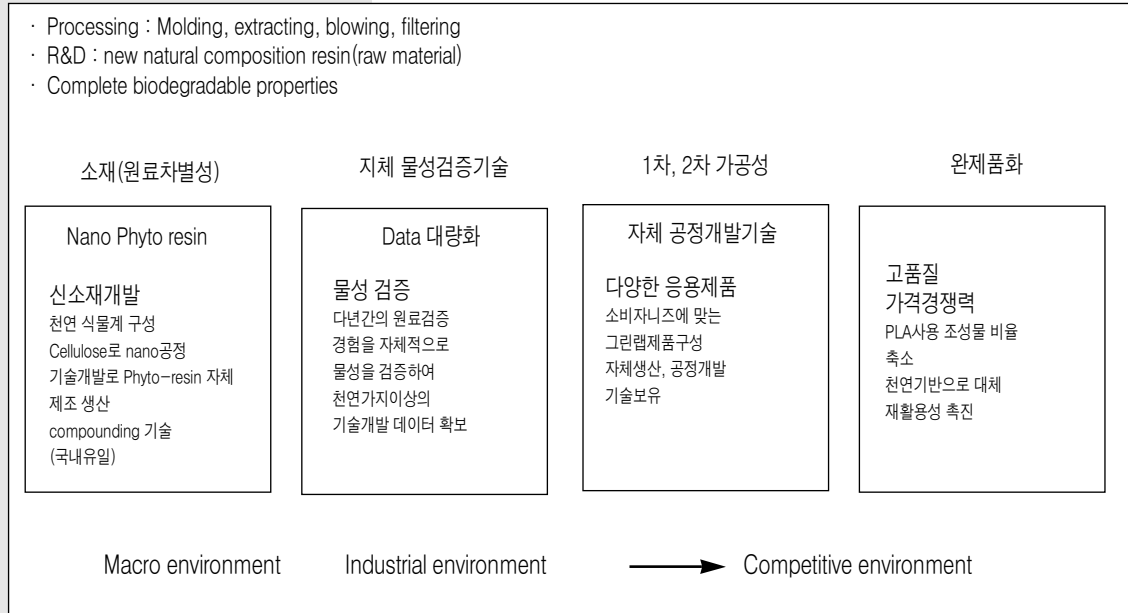 · Processing : Molding, extracting, blowing, filtering
· R&D : new natural composition resin(raw material)
· Complete biodegradable properties
소재(원료차별성)
지체 물성검증기술
1차, 2차 가공성
완제품화
Nano Phyto resin
신소재개발
천연 식물계 구성
Cellulose로 nano공정
기술개발로 Phyto-resin 자체
제조 생산
compounding 기술
(국내유일)
Data 대량화
물성 검증
다년간의 원료검증
경험을 자체적으로
물성을 검증하여
천연가지이상의
기술개발 데이터 확보
자체 공정개발기술
다양한 응용제품
소비자니즈에 맞는
그린랩제품구성
자체생산, 공정개발
기술보유
고품질
가격경쟁력
PLA사용 조성물 비율
축소
천연기반으로 대체
재활용성 촉진
Macro environment
Industrial environment
Competitive environment